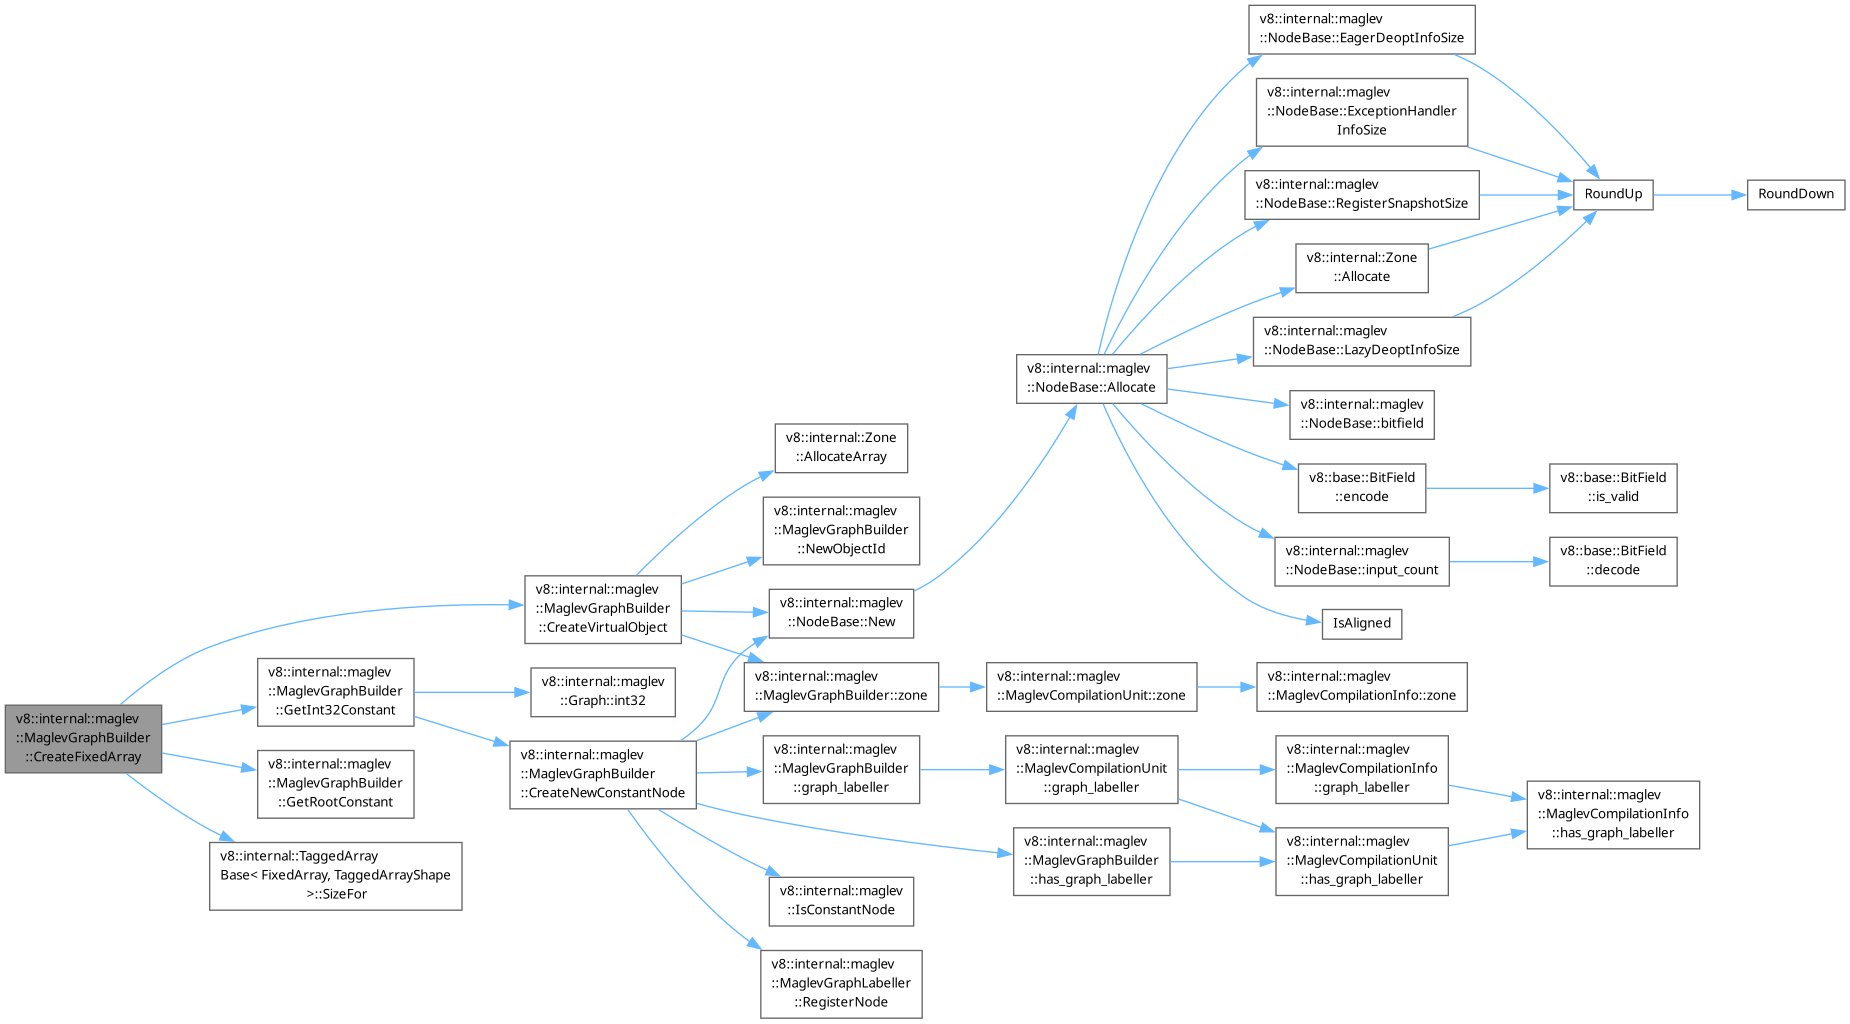 v8::internal::maglev
::MaglevGraphBuilder
::CreateFixedArray
v8::internal::maglev
::MaglevGraphBuilder
::CreateVirtualObject
v8::internal::maglev
::MaglevGraphBuilder
::GetInt32Constant
v8::internal::maglev
::MaglevGraphBuilder
::GetRootConstant
v8::internal::TaggedArray
Base< FixedArray, TaggedArrayShape
>::SizeFor
v8::internal::Zone
::AllocateArray
v8::internal::maglev
::MaglevGraphBuilder
::NewObjectId
v8::internal::maglev
::NodeBase::New
v8::internal::maglev
::MaglevGraphBuilder::zone
v8::internal::maglev
::Graph::int32
v8::internal::maglev
::MaglevGraphBuilder
::CreateNewConstantNode
v8::internal::maglev
::MaglevGraphBuilder
::graph_labeller
v8::internal::maglev
::MaglevGraphBuilder
::has_graph_labeller
v8::internal::maglev
::IsConstantNode
v8::internal::maglev
::MaglevGraphLabeller
::RegisterNode
v8::internal::maglev
::NodeBase::Allocate
v8::internal::maglev
::MaglevCompilationUnit::zone
v8::internal::maglev
::MaglevCompilationUnit
::graph_labeller
v8::internal::maglev
::NodeBase::EagerDeoptInfoSize
v8::internal::maglev
::NodeBase::ExceptionHandler
InfoSize
v8::internal::maglev
::NodeBase::RegisterSnapshotSize
v8::internal::Zone
::Allocate
v8::internal::maglev
::NodeBase::LazyDeoptInfoSize
v8::internal::maglev
::NodeBase::bitfield
v8::base::BitField
::encode
v8::internal::maglev
::NodeBase::input_count
IsAligned
v8::internal::maglev
::MaglevCompilationInfo::zone
v8::internal::maglev
::MaglevCompilationInfo
::graph_labeller
v8::internal::maglev
::MaglevCompilationUnit
::has_graph_labeller
RoundUp
RoundDown
v8::base::BitField
::is_valid
v8::base::BitField
::decode
v8::internal::maglev
::MaglevCompilationInfo
::has_graph_labeller